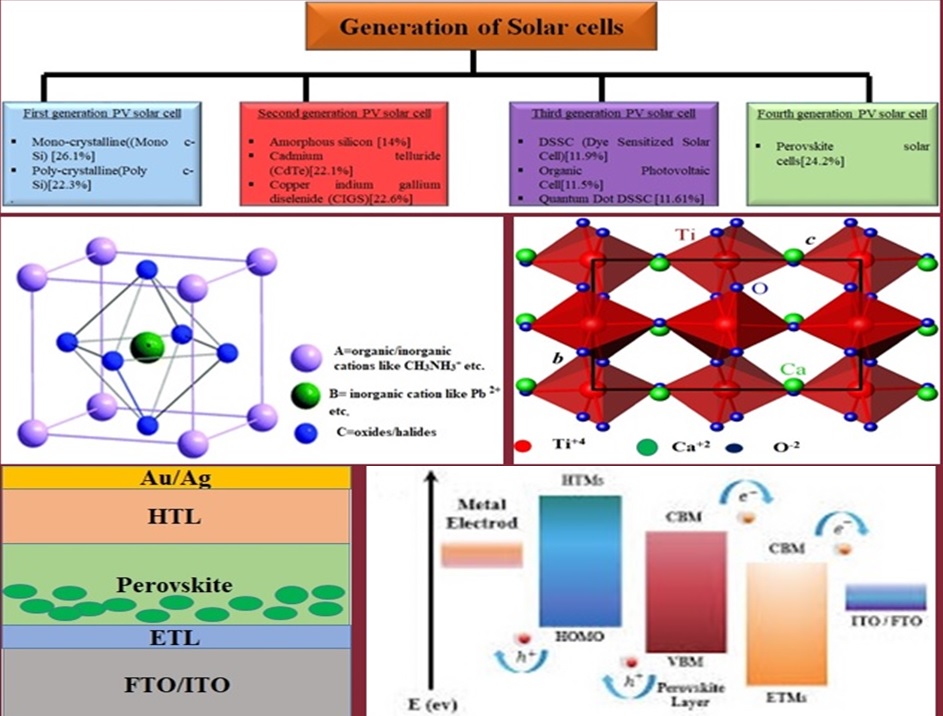 Generation of Solar cells
First generation PV solar cell
Mono-crystalline((Mono c-
Si) [26.1%]
Poly-crystalline(Poly c-
Si)[22.3%]
.
Second generation PV solar cell
Amorphous silicon [14%]
Cadmium telluride
(CdTe)[22.1%]
Copper indium gallium
diselenide (CIGS)[22.6%]
Third generation PV solar cell
DSSC (Dye Sensitized Solar
Cell)[11.9%]
Organic Photovoltaic
Cell[11.5%]
Quantum Dot DSSC [11.61%]
Fourth generation PV solar cell
Perovskite solar
cells[24.2%]
A=organic/inorganic
cations like CH3NH3+ etc.
B= inorganic cation like Pb 2+
etc.
C=oxides/halides
Ti
c
O
b
Ca
Ti+4
Ca+2
O-2
Au/Ag
HTL
Perovskite
ETL
FTO/ITO
HTMs
Metal
Electrod
CBM
e-
e-
CBM
ITO / FTO
HOMO
h+
VBM
h+
Perovskite
Layer
ETMs
E (ev)